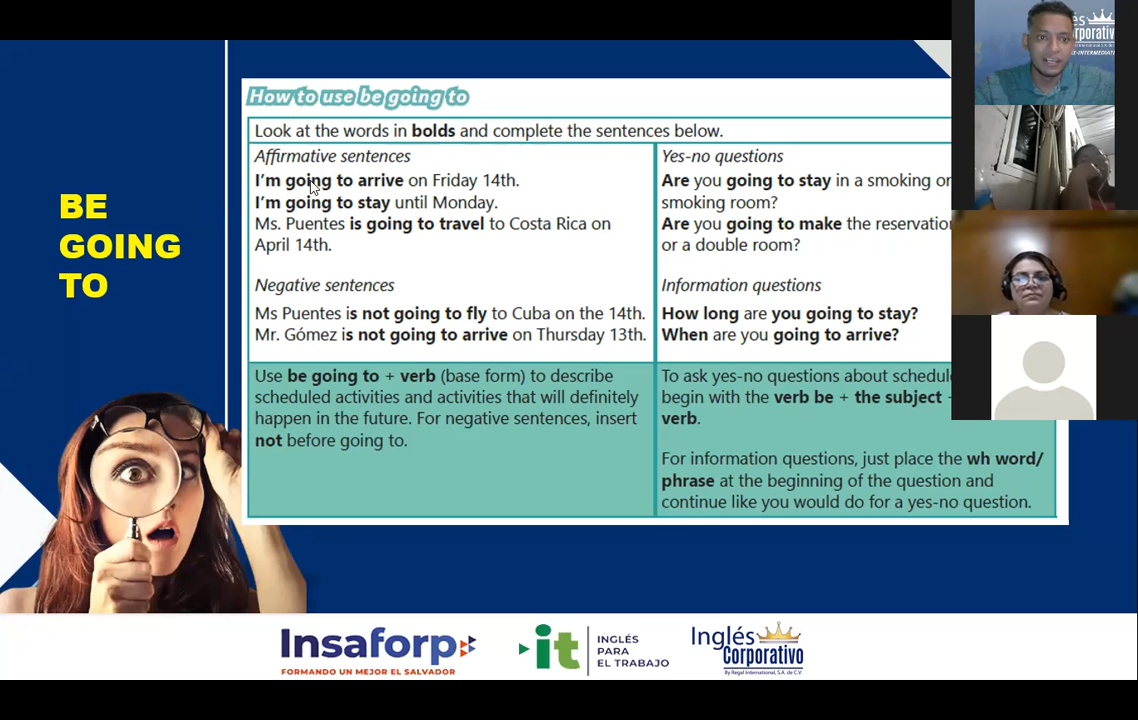 BE
GOING
TO
How to use be going to
Look at the words in bolds and complete the sentences below.
Affirmative sentences
I'm going to arrive on Friday 14th.
I'm going to stay until Monday.
Ms. Puentes is going to travel to Costa Rica on
April 14th.
Negative sentences
Ms Puentes is not going to fly to Cuba on the 14th.
Mr. Gómez is not going to arrive on Thursday 13th.
Use be going to + verb (base form) to describe
scheduled activities and activities that will definitely
happen in the future. For negative sentences, insert
not before going to.
Yes-no questions
Are you going to stay in a smoking or
smoking room?
Are you going to make the reservation
or a double room?
Information questions
How long are you going to stay?
When are you going to arrive?
To ask yes-no questions about
begin with the verb be + the subject
verb.
For information questions, just place the wh word/
phrase at the beginning of the question and
continue like you would do for a yes-no question.
Insaforp
FORMANDO UN MEJOR EL SALVADOR
it
INGLÉS
PARA
EL TRABAJO
Inglés
Corporativo
By Regal International, S.A. de C.V.